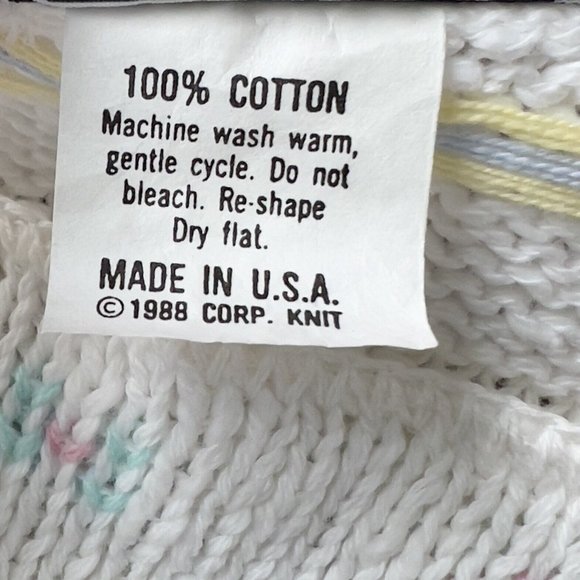 100% COTTON
Machine wash warm,
gentle cycle. Do not
bleach. Re-shape
Dry flat.
MADE IN U.S.A.
© 1988 CORP. KNIT